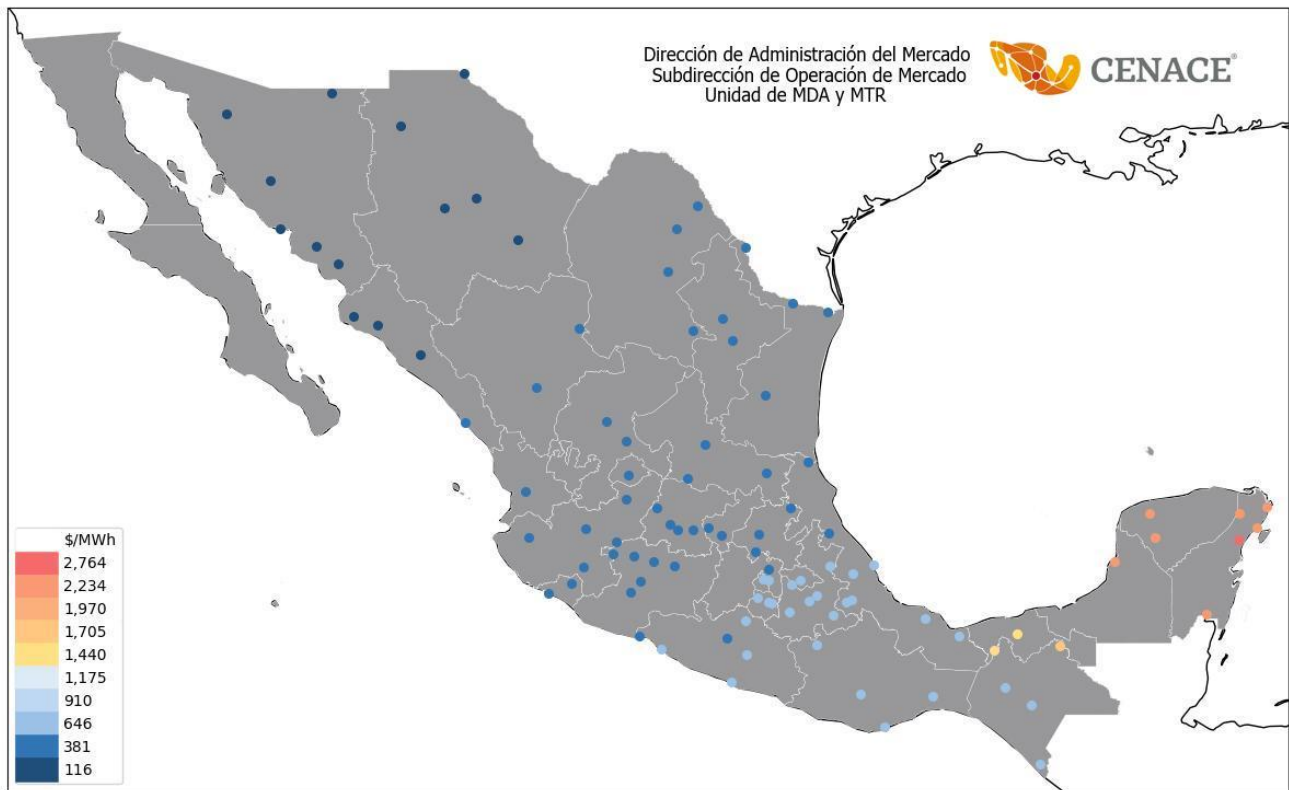 Dirección de Administración del Mercado
Subdirección de Operación de Mercado
Unidad de MDA y MTR
CENACE®
$/MWh
2,764
2,234
1,970
1,705
1,440
1,175
910
646
381
116